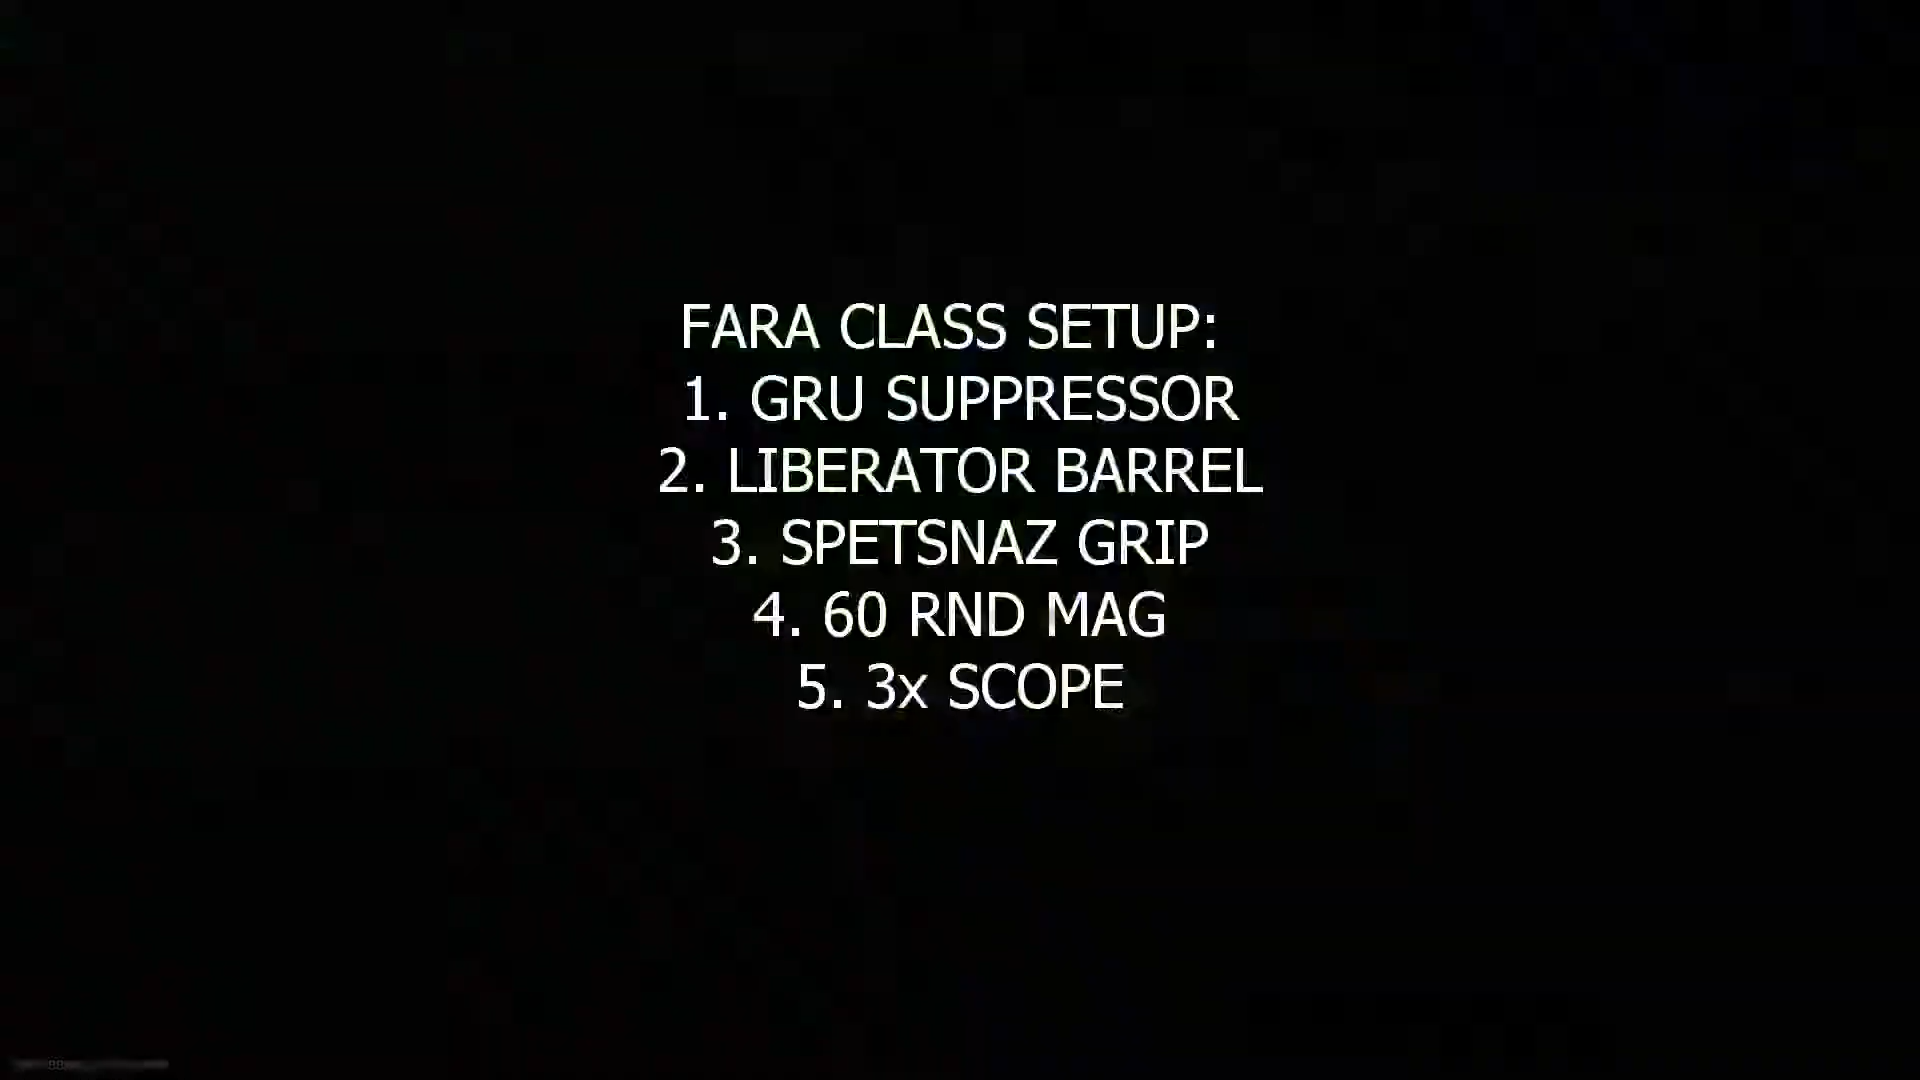 FARA CLASS SETUP:
1. GRU SUPPRESSOR
2. LIBERATOR BARREL
3. SPETSNAZ GRIP
4. 60 RND MAG
5. 3x SCOPE